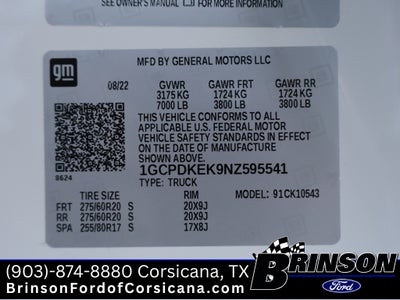 SEE OWNER'S MANUAL FOR MORE INFORMATION
gm
MFD BY GENERAL MOTORS LLC
08/22 GVWR GAWR FRT GAWR RR
3175 KG 1724 KG 1724 KG
7000 LB 3800 LB 3800 LB
THIS VEHICLE CONFORMS TO ALL
APPLICABLE U.S. FEDERAL MOTOR
VEHICLE SAFETY STANDARDS IN EFFECT
ON THE DATE OF MANUFACTURE SHOWN ABOVE.
1GCPDKEK9NZ595541
8624 TYPE: TRUCK
TIRE SIZE RIM MODEL: 91CK10543
FRT 275/60R20 S 20X9J
RR 275/60R20 S 20X9J
SPA 255/80R17 S 17X8J
(903)-874-8880 Corsicana, TX
BrinsonFordofCorsicana.com
BRINSON
Ford